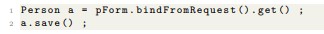 1 Person a = pForm.bindFromRequest().get() ;
2 a.save() ;